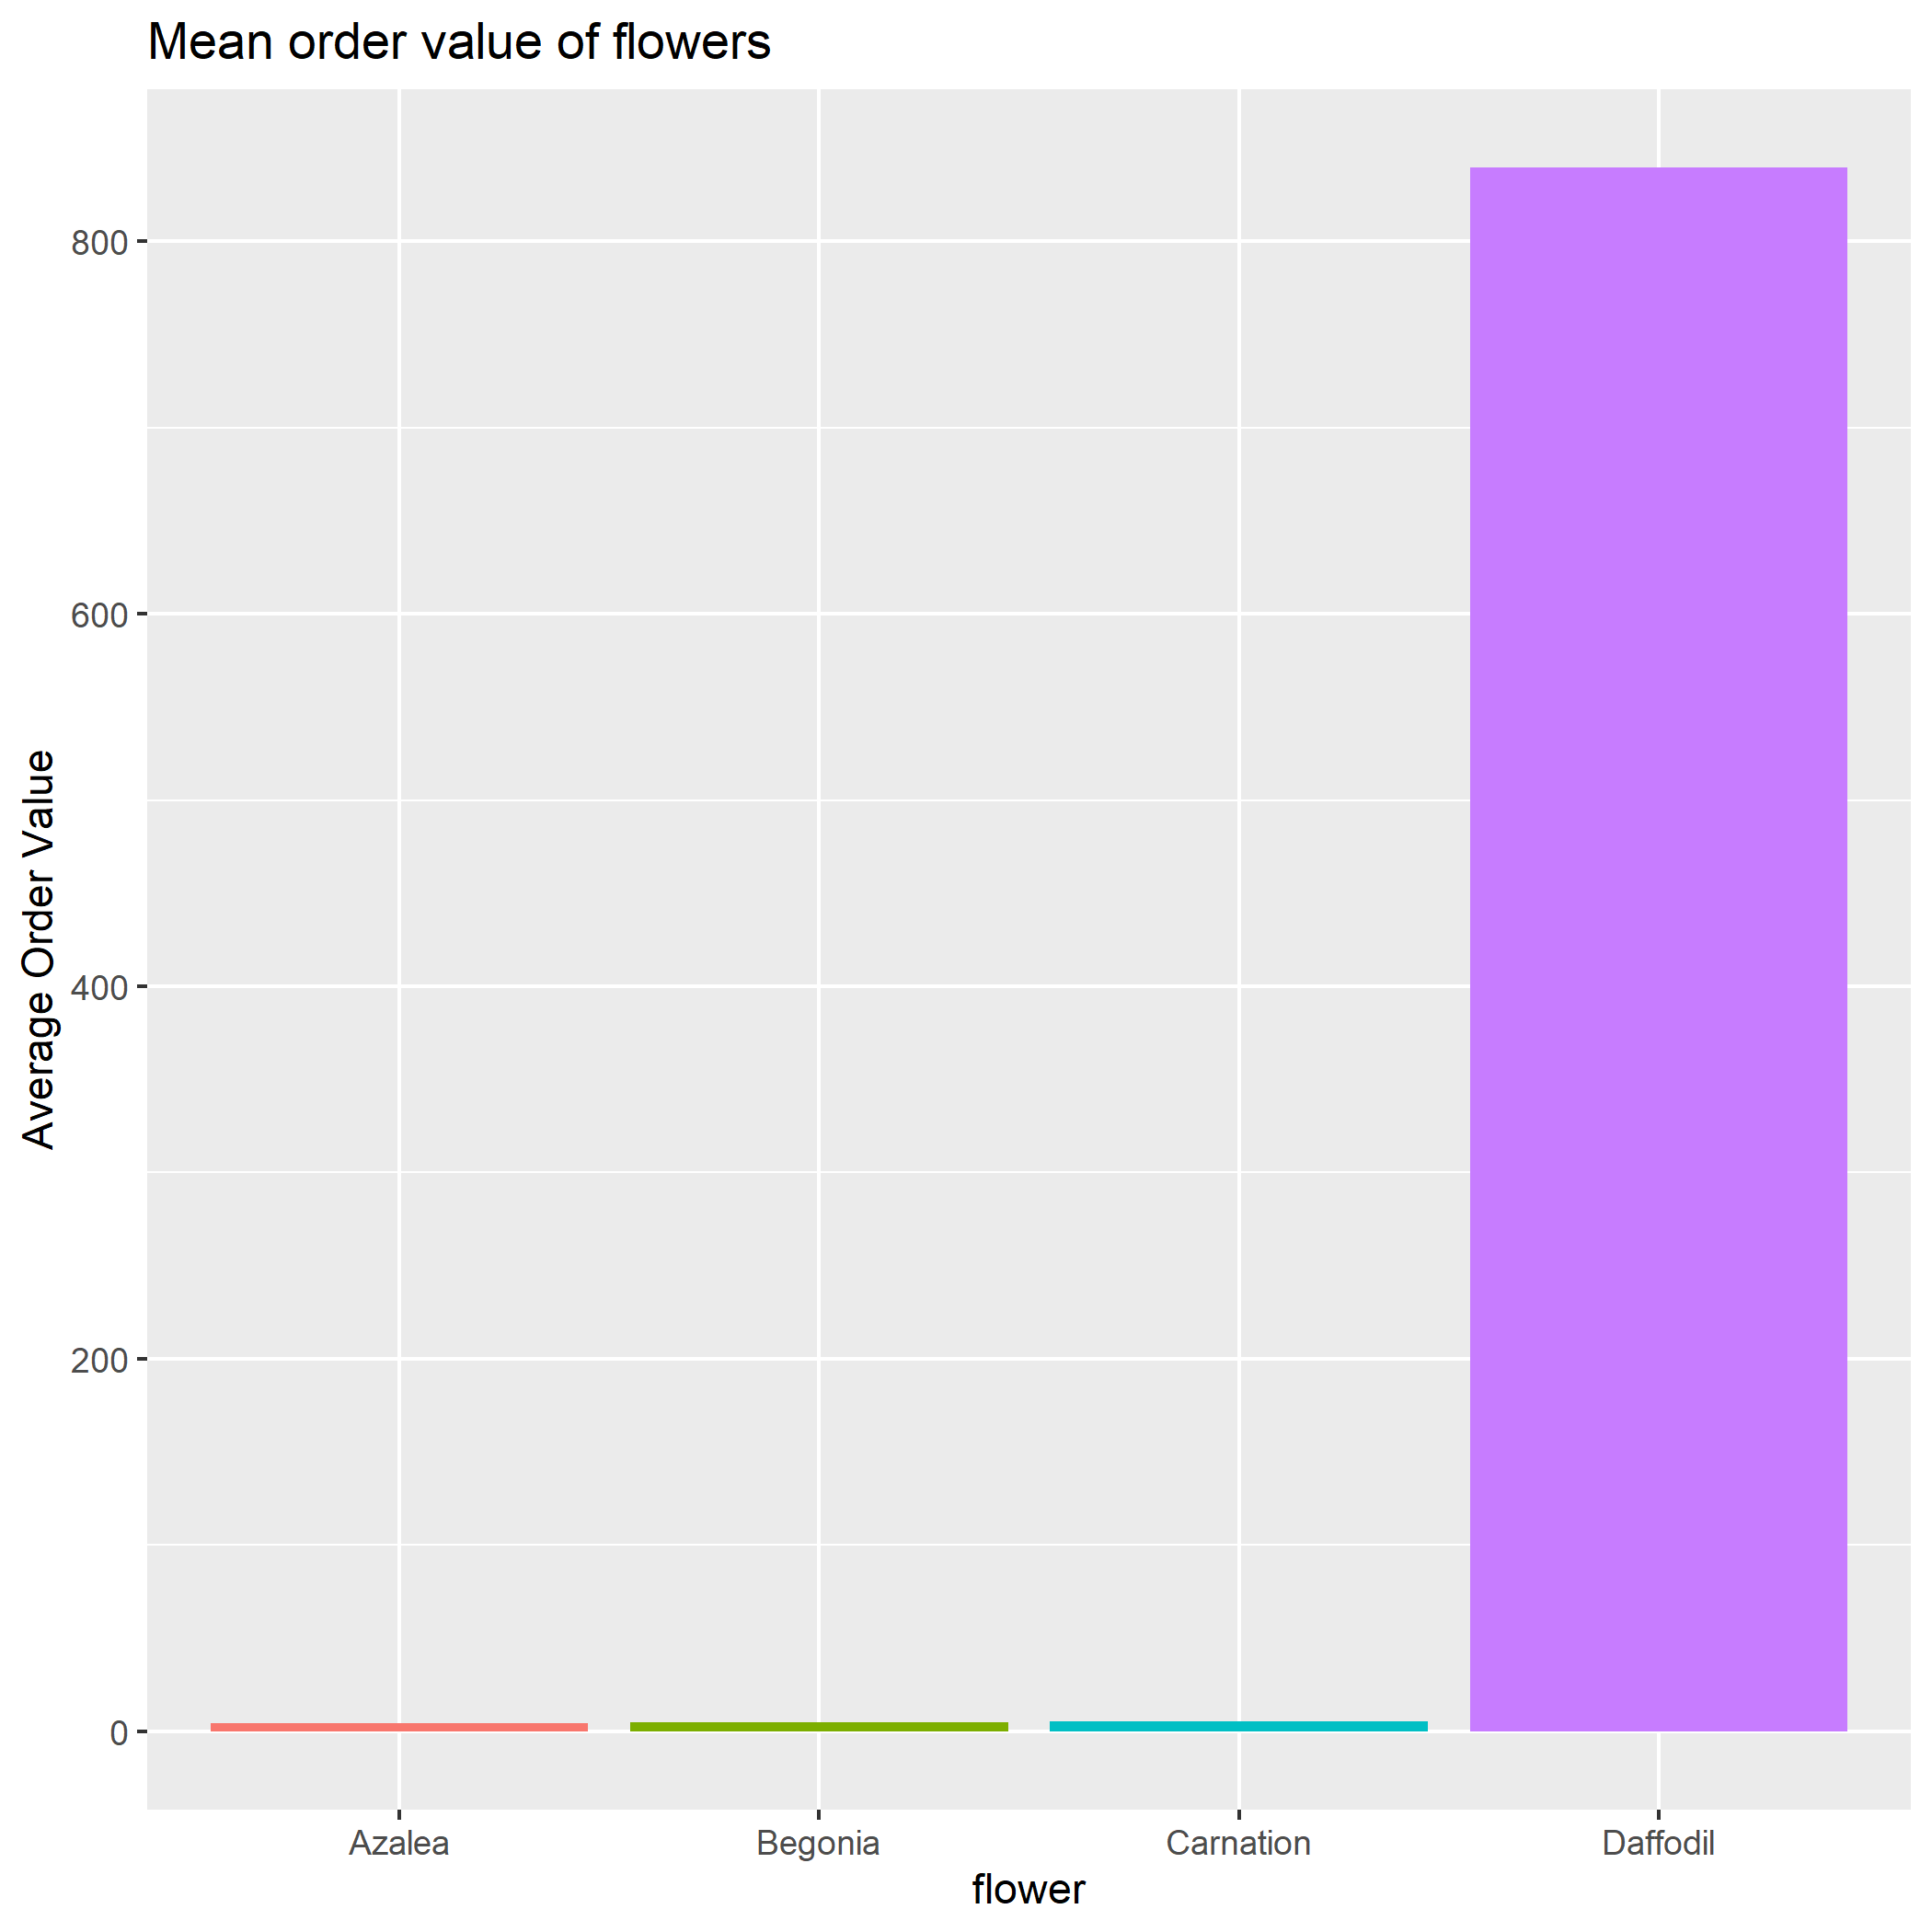 Mean order value of flowers
Average Order Value
800
600
400
200
0
Azalea Begonia Carnation Daffodil
flower